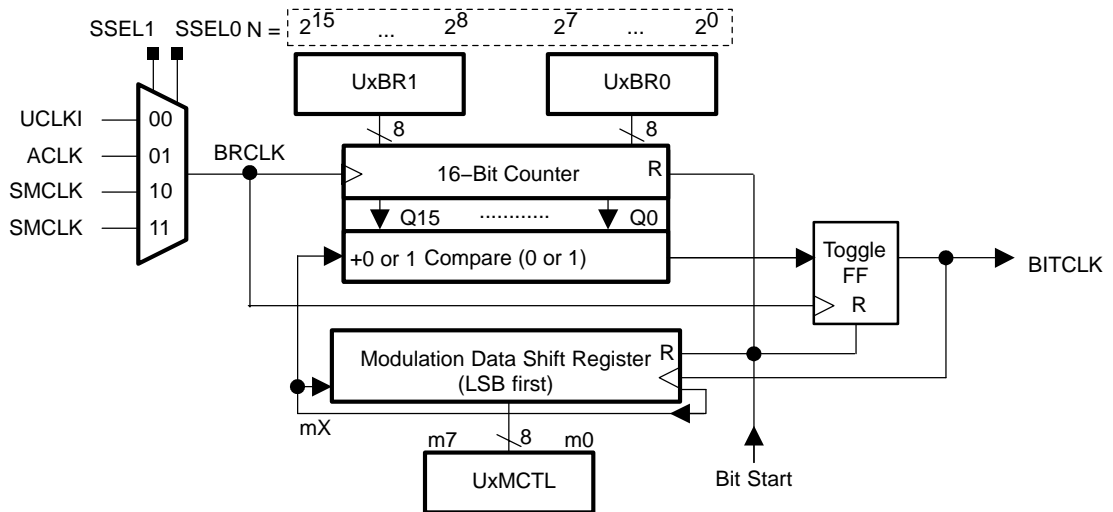 SSEL1 SSEL0 N = 2^15 ... 2^8 2^7 ... 2^0
UxBR1 UxBR0
8 8
UCLKI 00
ACLK 01
SMCLK 10
SMCLK 11
BRCLK
16–Bit Counter R
Q15 ............ Q0
+0 or 1 Compare (0 or 1)
Toggle
FF
R
BITCLK
Modulation Data Shift Register R
(LSB first)
mX
m7 8 m0
UxMCTL
Bit Start